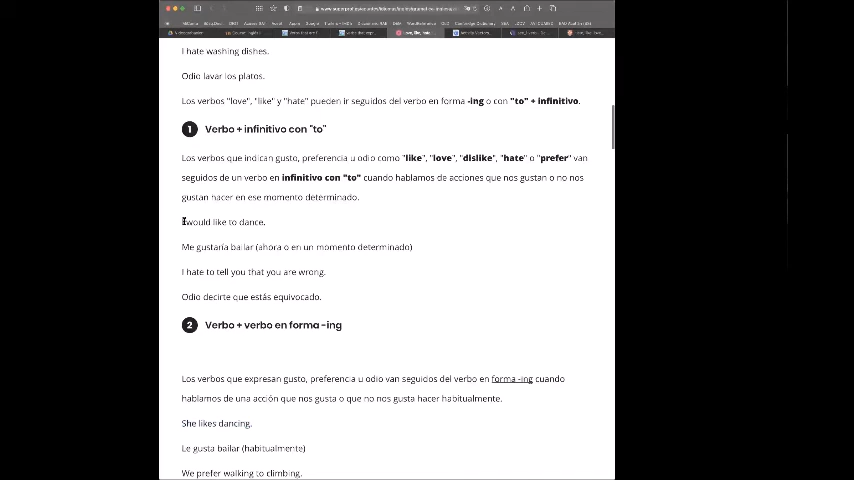 I hate washing dishes.
Odio lavar los platos.
Los verbos "love", "like" y "hate" pueden ir seguidos del verbo en forma -ing o con "to" + infinitivo.
1 Verbo + infinitivo con "to"
Los verbos que indican gusto, preferencia u odio como "like", "love", "dislike", "hate" o "prefer" van
seguidos de un verbo en infinitivo con "to" cuando hablamos de acciones que nos gustan o no nos
gustan hacer en ese momento determinado.
I would like to dance.
Me gustaría bailar (ahora o en un momento determinado)
I hate to tell you that you are wrong.
Odio decirte que estás equivocado.
2 Verbo + verbo en forma -ing
Los verbos que expresan gusto, preferencia u odio van seguidos del verbo en forma -ing cuando
hablamos de una acción que nos gusta o que no nos gusta hacer habitualmente.
She likes dancing.
Le gusta bailar (habitualmente)
We prefer walking to climbing.